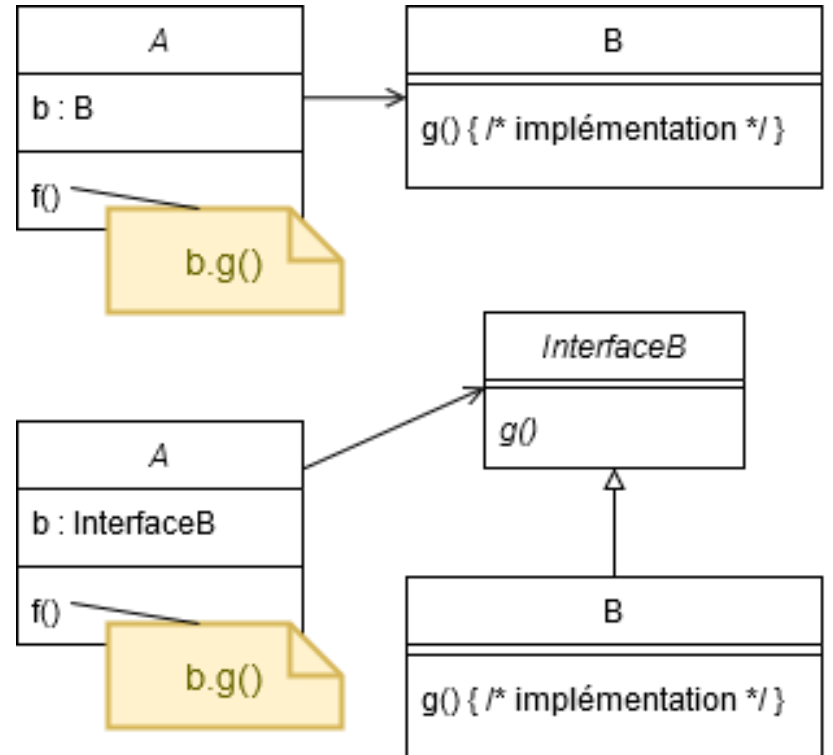 A
b : B
f()
b.g()
B
g() { /* implémentation */ }
InterfaceB
g()
A
b : InterfaceB
f()
b.g()
B
g() { /* implémentation */ }